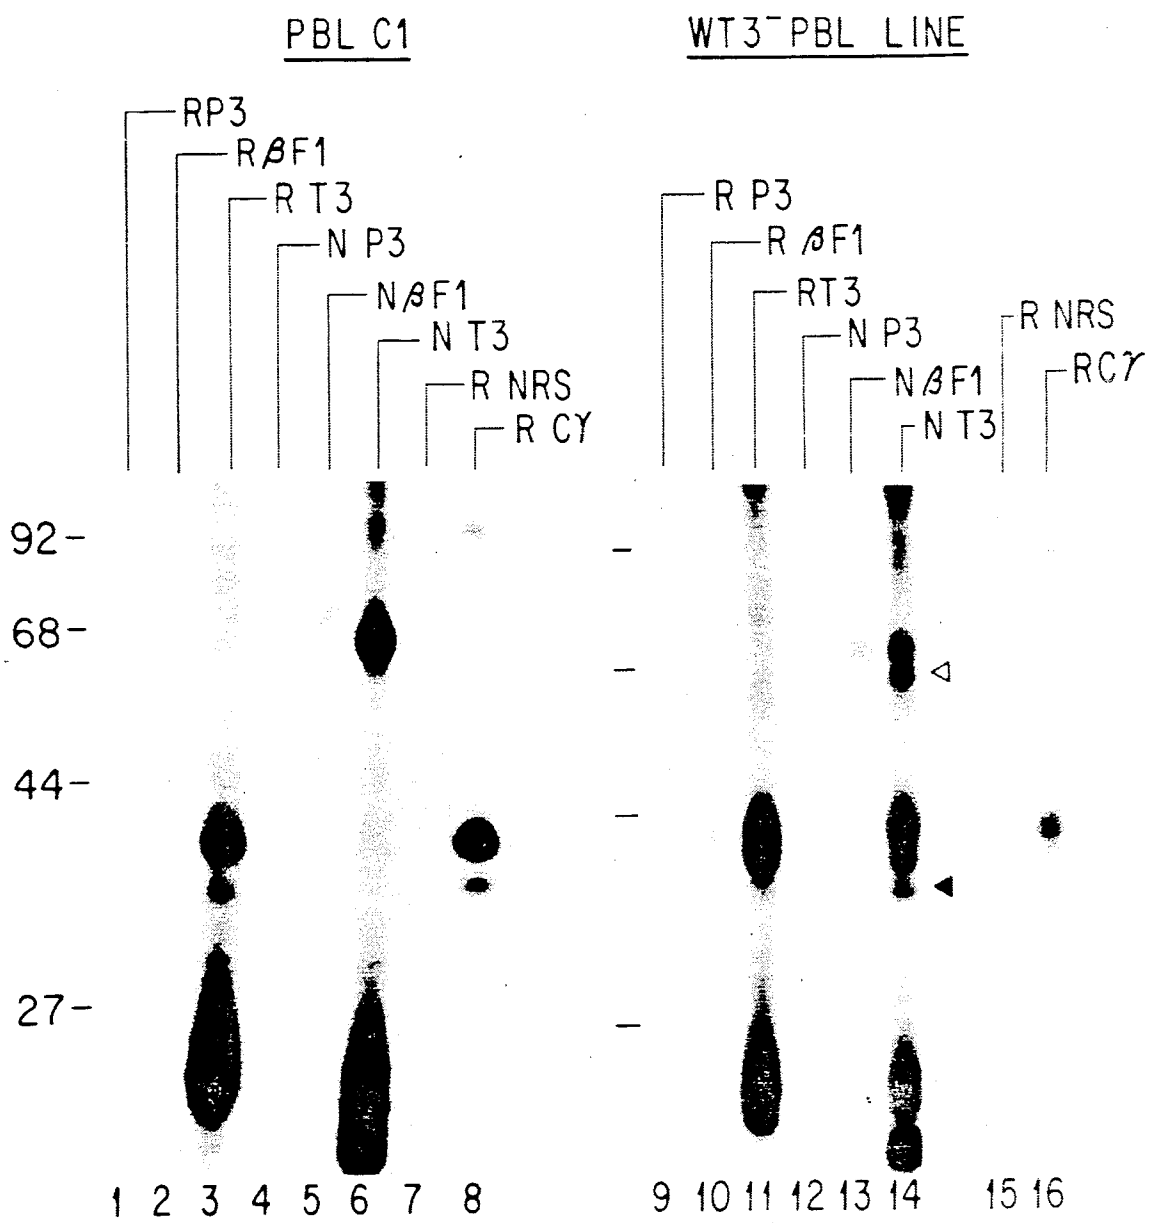 PBL C1
WT3⁻ PBL LINE
RP3
RβF1
R T3
N P3
NβF1
N T3
R NRS
R Cγ
R P3
R βF1
RT3
N P3
NβF1
N T3
R NRS
RCγ
92-
68-
44-
27-
1 2 3 4 5 6 7 8
9 10 11 12 13 14 15 16